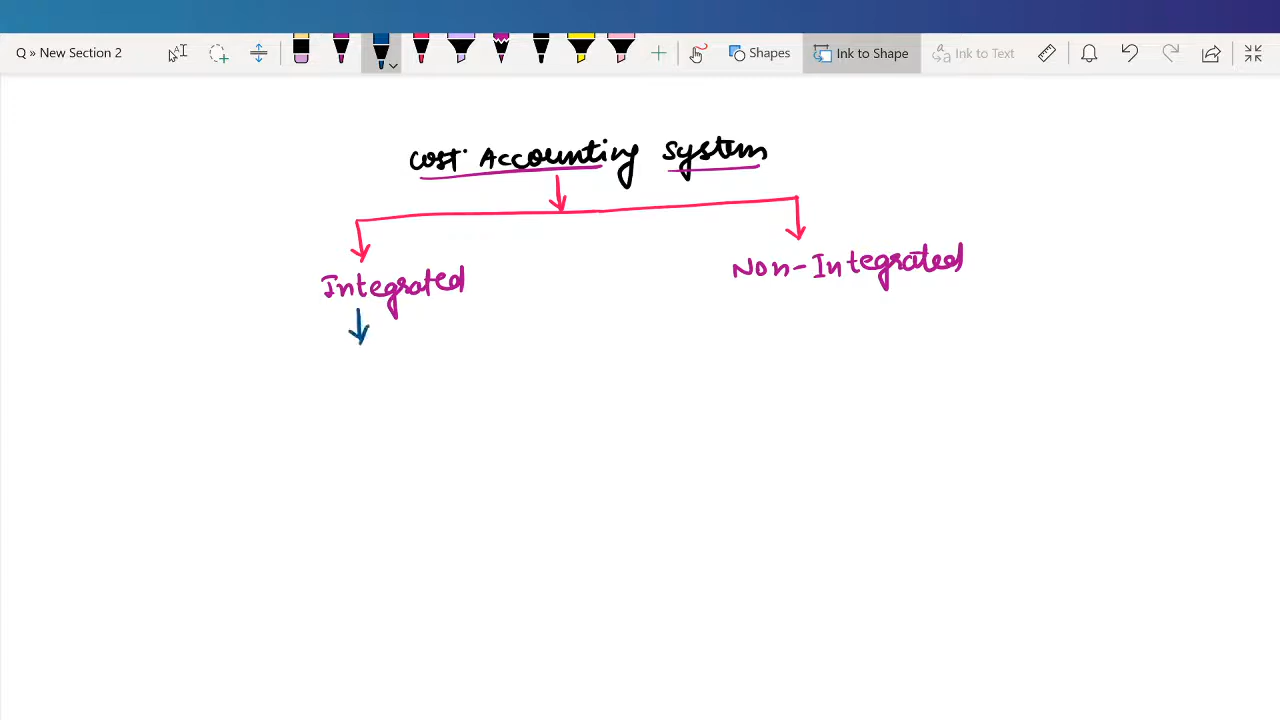 Q » New Section 2
Shapes
Ink to Shape
Ink to Text
Cost Accounting System
Integrated
Non-Integrated